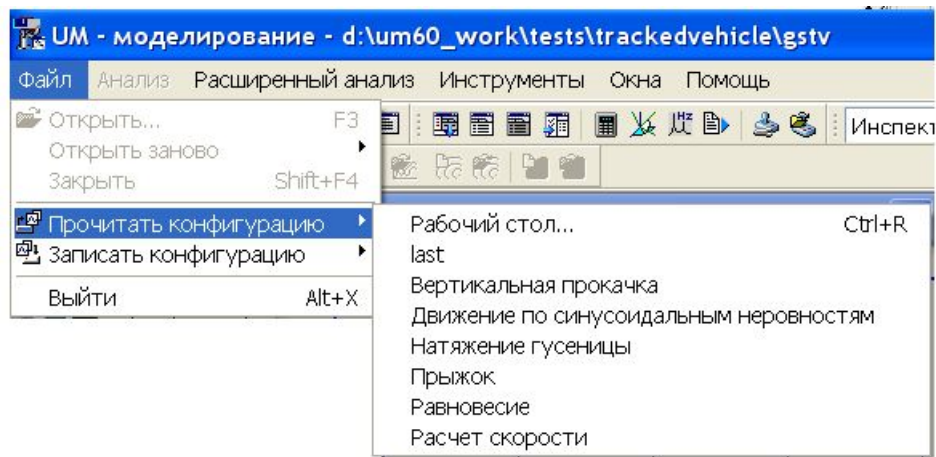 UM - моделирование - d:\um60_work\tests\trackedvehicle\gstv
Файл Анализ Расширенный анализ Инструменты Окна Помощь
Открыть... F3
Открыть заново
Закрыть Shift+F4
Прочитать конфигурацию
Записать конфигурацию
Выйти Alt+X
Hz
Инспект
Рабочий стол... Ctrl+R
last
Вертикальная прокачка
Движение по синусоидальным неровностям
Натяжение гусеницы
Прыжок
Равновесие
Расчет скорости